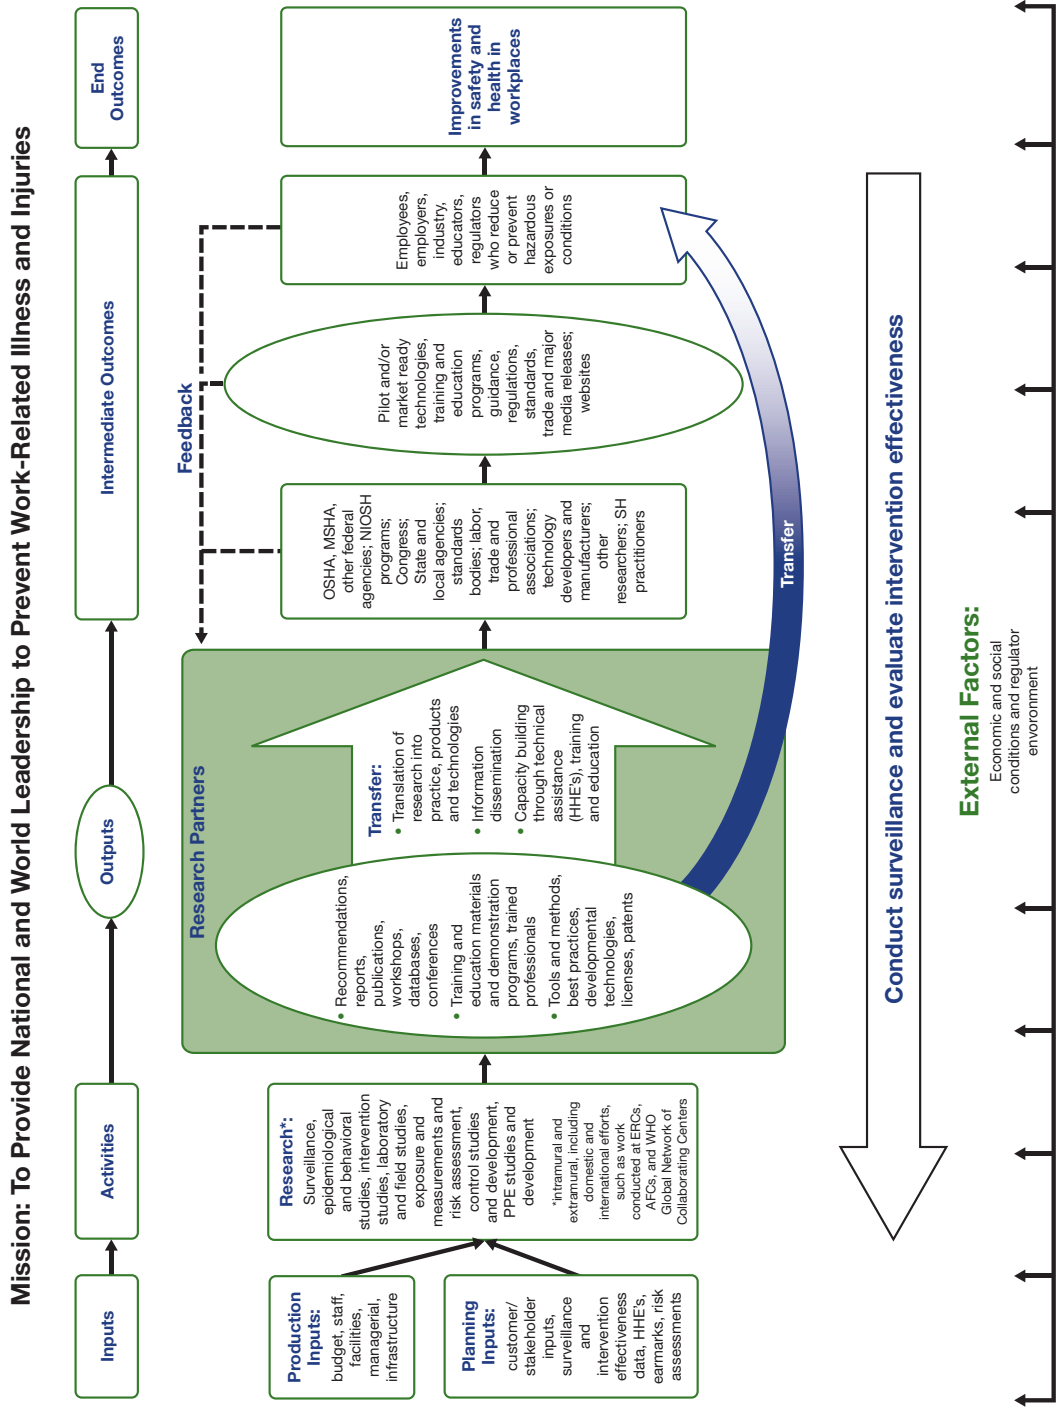 Mission: To Provide National and World Leadership to Prevent Work-Related Illness and Injuries
Inputs
Activities
Outputs
Intermediate Outcomes
End
Outcomes
Production
Inputs:
budget, staff,
facilities,
managerial,
infrastructure
Planning
Inputs:
customer/
stakeholder
inputs,
surveillance
and
intervention
effectiveness
data, HHE's,
earmarks, risk
assessments
Research*:
Surveillance,
epidemiological
and behavioral
studies, intervention
studies, laboratory
and field studies,
exposure and
measurements and
risk assessment,
control studies
and development,
PPE studies and
development
*intramural and
extramural, including
domestic and
international efforts,
such as work
conducted at ERCs,
AFCs, and WHO
Global Network of
Collaborating Centers
Research Partners
• Recommendations,
reports,
publications,
workshops,
databases,
conferences
• Training and
education materials
and demonstration
programs, trained
professionals
• Tools and methods,
best practices,
developmental
technologies,
licenses, patents
Transfer:
• Translation of
research into
practice, products
and technologies
• Information
dissemination
• Capacity building
through technical
assistance
(HHE's), training
and education
Feedback
OSHA, MSHA,
other federal
agencies; NIOSH
programs;
Congress;
State and
local agencies;
standards
bodies; labor,
trade and
professional
associations;
technology
developers and
manufacturers;
other
researchers; SH
practitioners
Pilot and/or
market ready
technologies,
training and
education
programs,
guidance,
regulations,
standards,
trade and major
media releases;
websites
Employees,
employers,
industry,
educators,
regulators
who reduce
or prevent
hazardous
exposures or
conditions
Improvements
in safety and
health in
workplaces
Transfer
Conduct surveillance and evaluate intervention effectiveness
External Factors:
Economic and social
conditions and regulator
envoronment